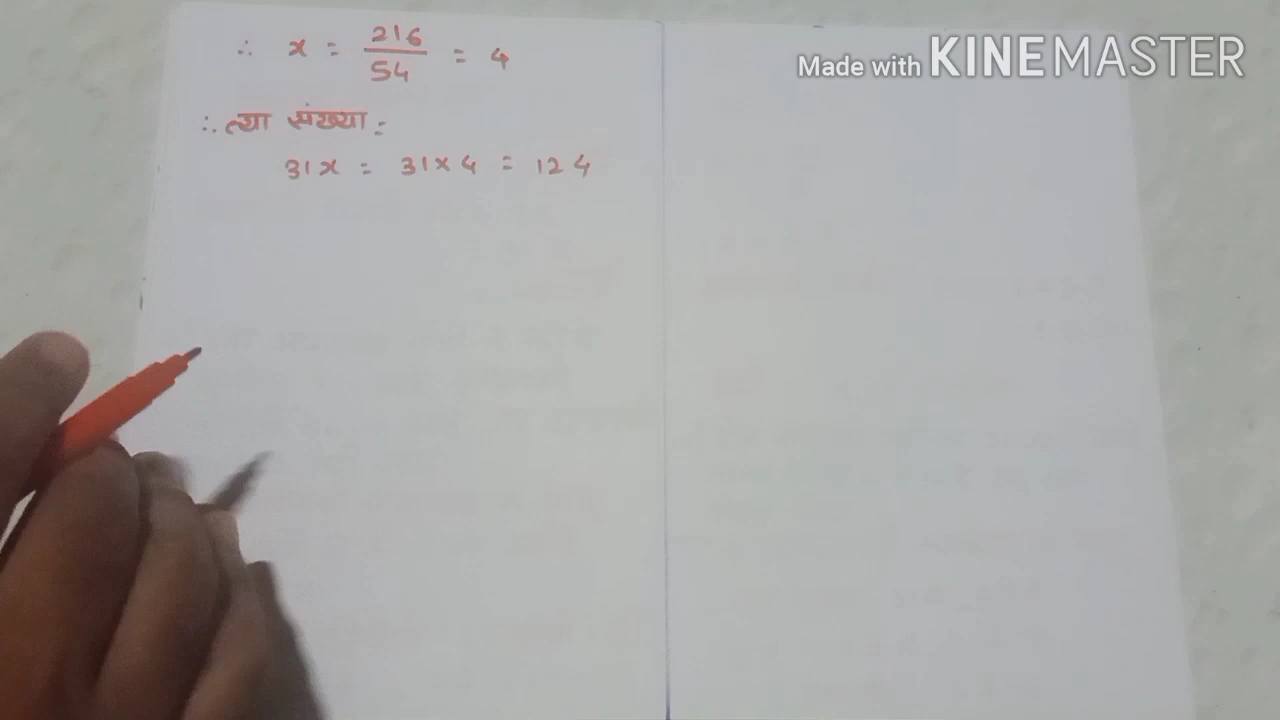 ∴ x = 216/54 = 4
∴ त्या संख्या =
31x = 31 × 4 = 124
Made with KINEMASTER